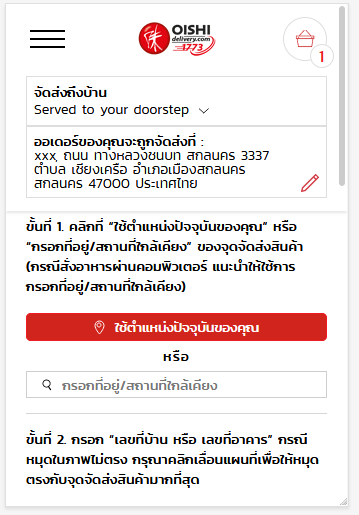 OISHI
delivery.com
1773
1
จัดส่งถึงบ้าน
Served to your doorstep
ออเดอร์ของคุณจะถูกจัดส่งที่ :
xxx, ถนน ทางหลวงชนบท สกลนคร 3337
ตำบล เชียงเครือ อำเภอเมืองสกลนคร
สกลนคร 47000 ประเทศไทย
ขั้นที่ 1. คลิกที่ "ใช้ตำแหน่งปัจจุบันของคุณ" หรือ
"กรอกที่อยู่/สถานที่ใกล้เคียง" ของจุดจัดส่งสินค้า
(กรณีสั่งอาหารผ่านคอมพิวเตอร์ แนะนำให้ใช้การ
กรอกที่อยู่/สถานที่ใกล้เคียง)
ใช้ตำแหน่งปัจจุบันของคุณ
หรือ
กรอกที่อยู่/สถานที่ใกล้เคียง
ขั้นที่ 2. กรอก "เลขที่บ้าน หรือ เลขที่อาคาร" กรณี
หมุดในภาพไม่ตรง กรุณาคลิกเลื่อนแผนที่เพื่อให้หมุด
ตรงกับจุดจัดส่งสินค้ามากที่สุด